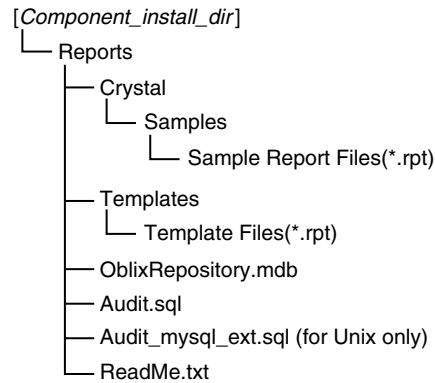 [Component_install_dir]
Reports
Crystal
Samples
Sample Report Files(*.rpt)
Templates
Template Files(*.rpt)
OblixRepository.mdb
Audit.sql
Audit_mysql_ext.sql (for Unix only)
ReadMe.txt